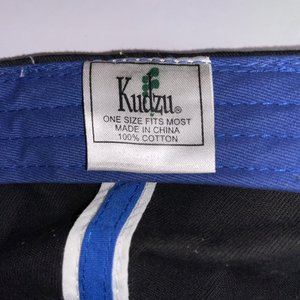 Kudzu®
ONE SIZE FITS MOST
MADE IN CHINA
100% COTTON